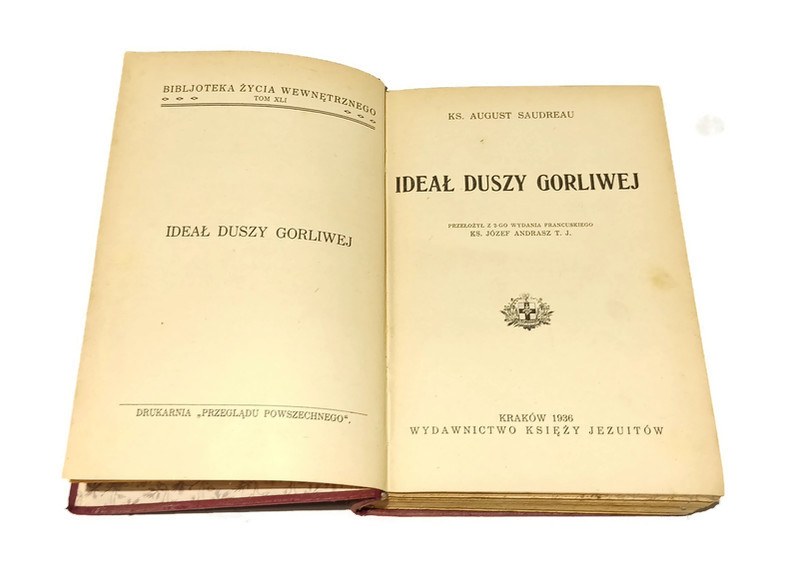 BIBLJOTEKA ŻYCIA WEWNĘTRZNEGO
TOM XLI
IDEAŁ DUSZY GORLIWEJ
DRUKARNIA „PRZEGLĄDU POWSZECHNEGO".
KS. AUGUST SAUDREAU
IDEAŁ DUSZY GORLIWEJ
PRZEŁOŻYŁ Z 2-GO WYDANIA FRANCUSKIEGO
KS. JÓZEF ANDRASZ T. J.
KRAKÓW 1936
WYDAWNICTWO KSIĘŻY JEZUITÓW